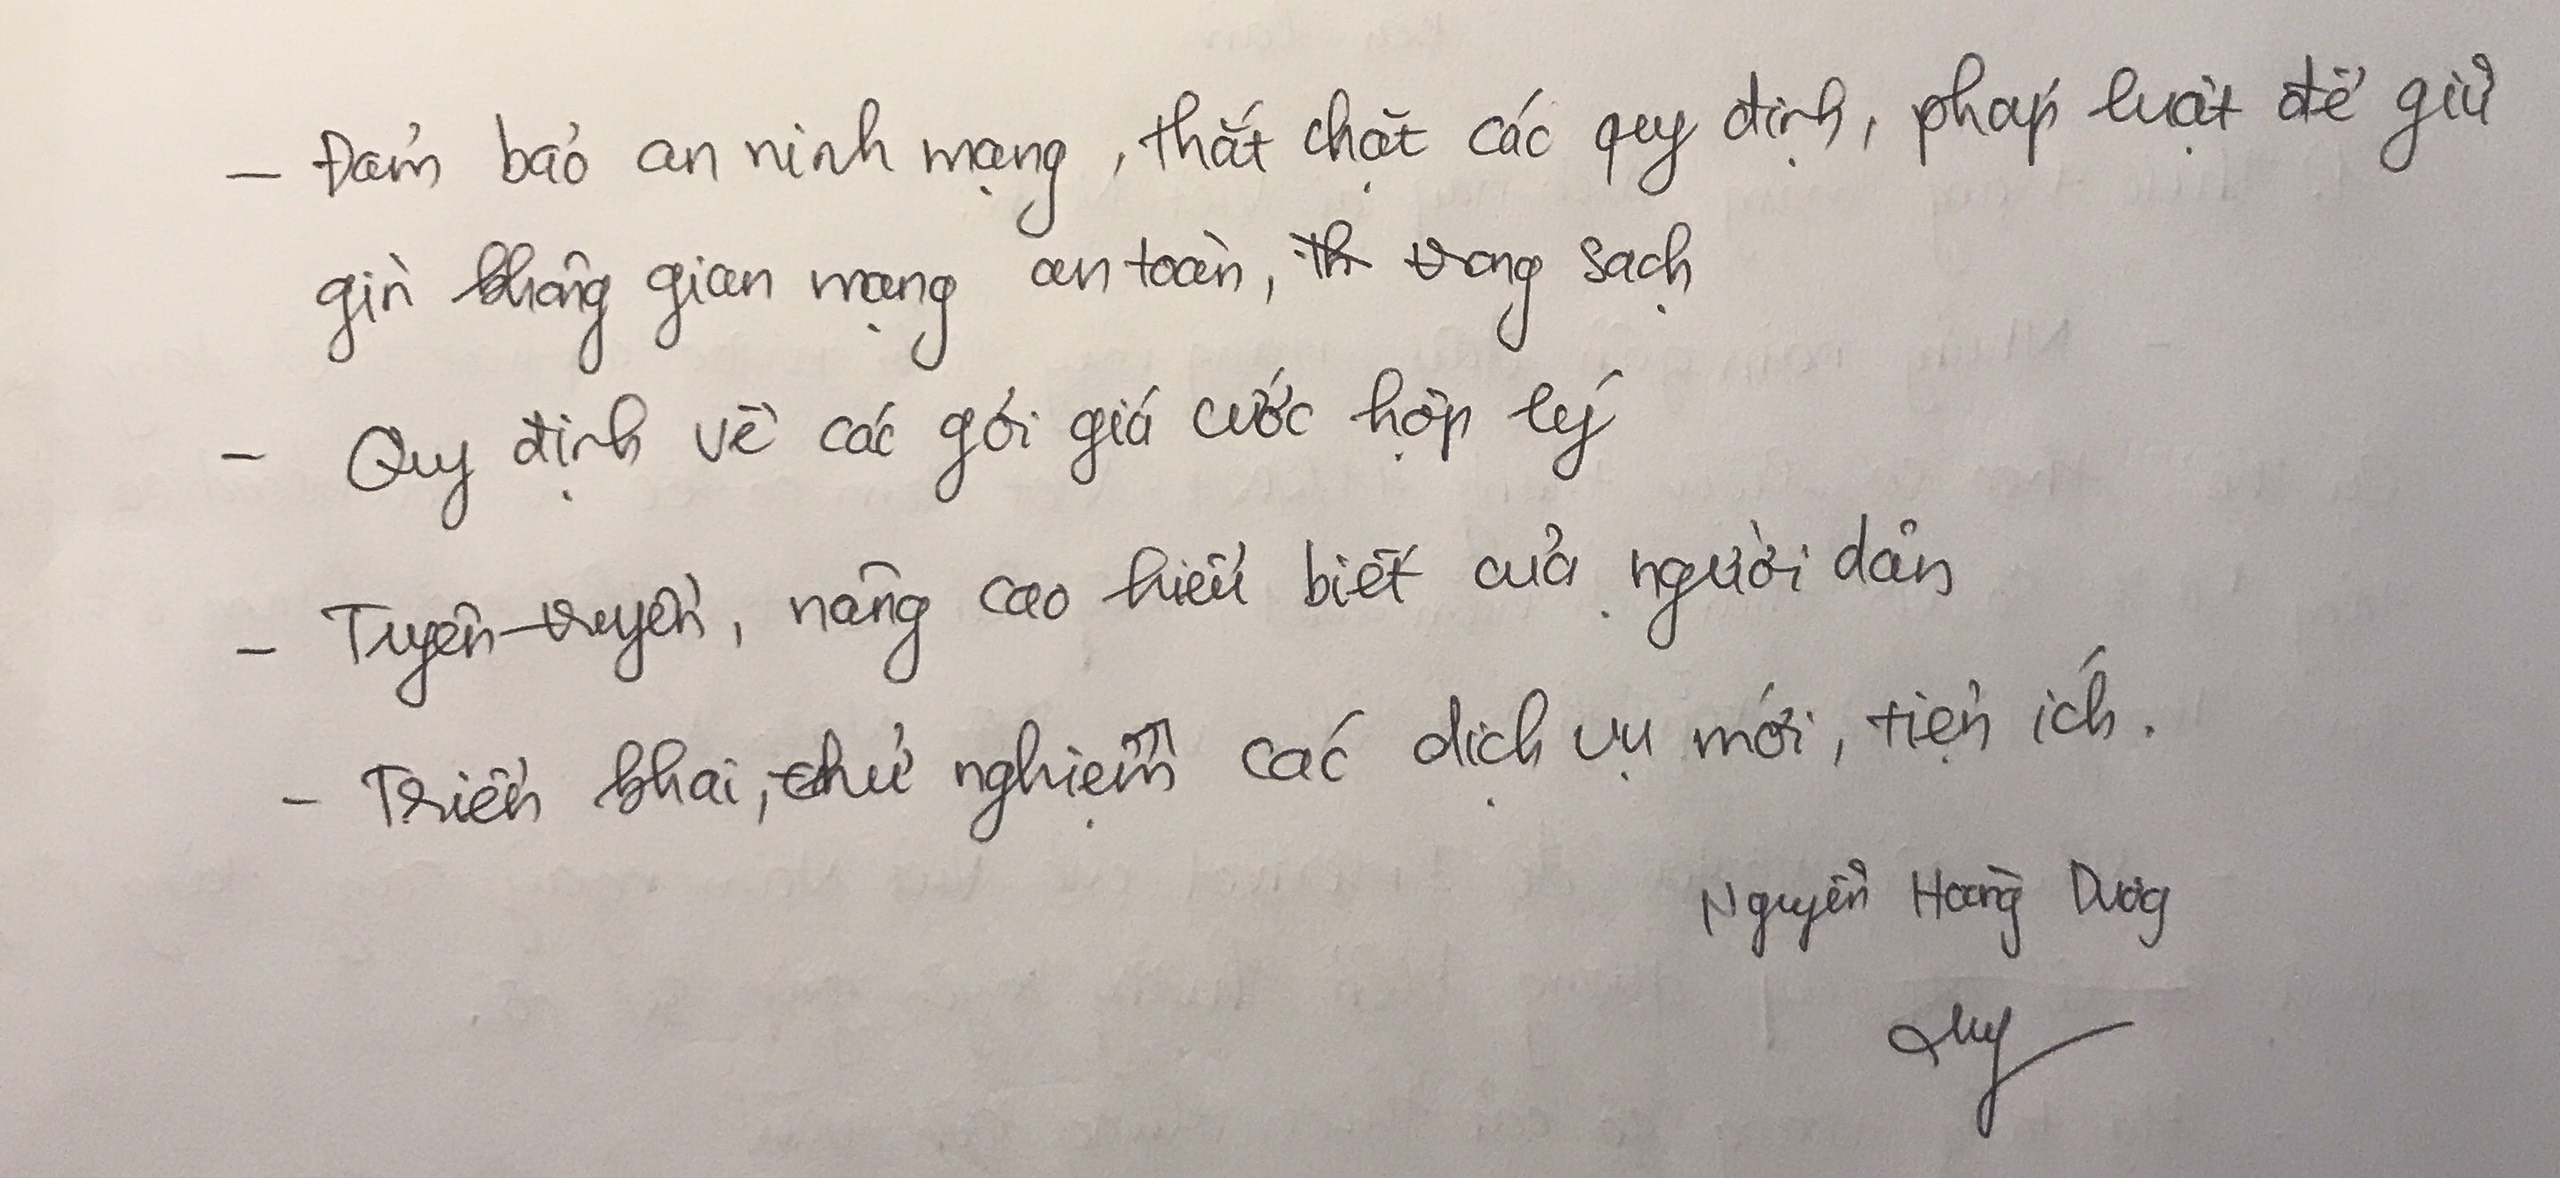 - Đảm bảo an ninh mạng, thắt chặt các quy định, pháp luật để giữ
gìn không gian mạng an toàn, th trong sạch
- Quy định về các gói giá cước hợp lý
- Tuyên truyền, nâng cao hiểu biết của người dân
- Triển khai, thử nghiệm các dịch vụ mới, tiện ích.
Nguyễn Hoàng Dương